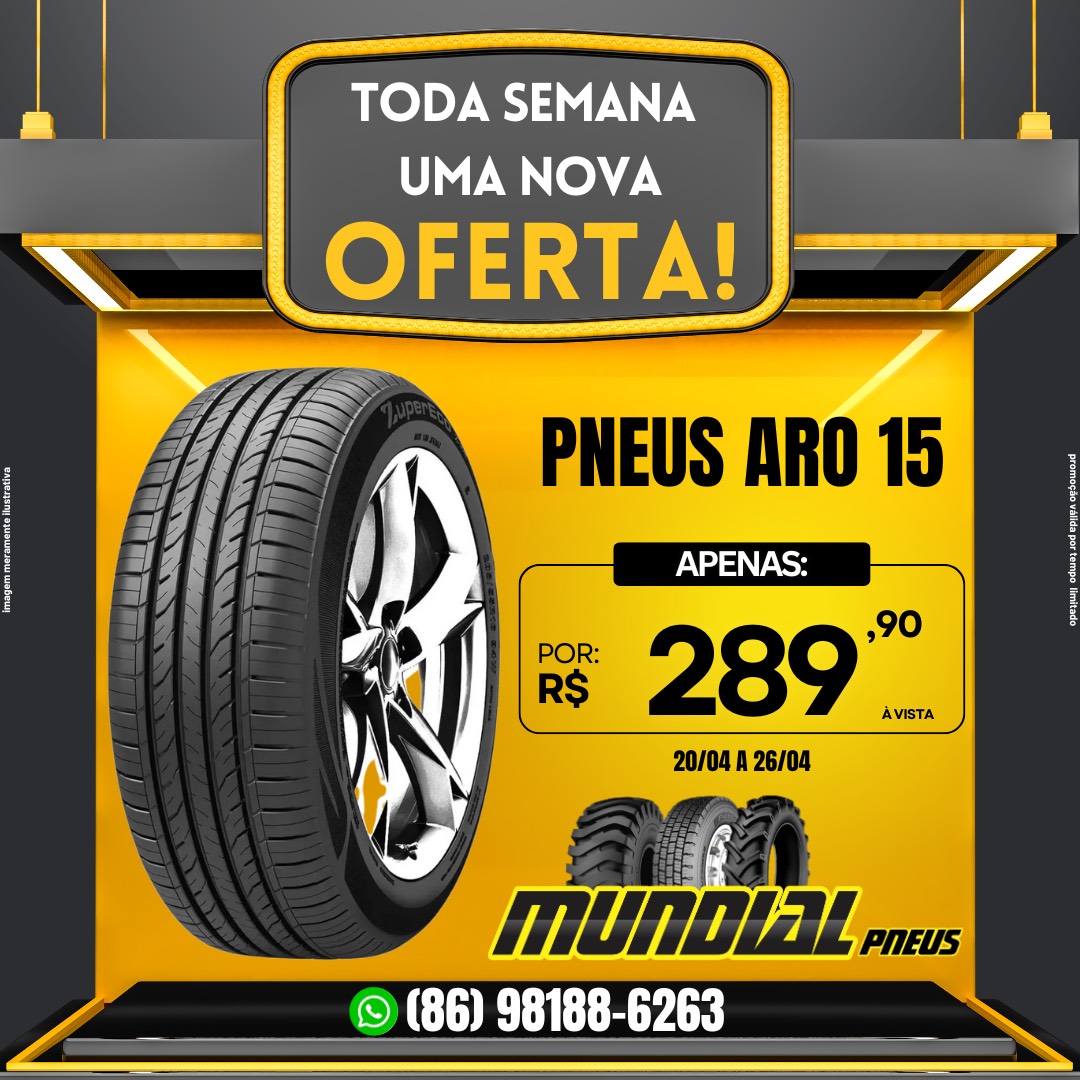 TODA SEMANA
UMA NOVA
OFERTA!
ZuperEco
PNEUS ARO 15
APENAS:
POR:
R$ 289,90
À VISTA
20/04 A 26/04
MUNDIAL PNEUS
(86) 98188-6263
imagem meramente ilustrativa
promoção válida por tempo limitado